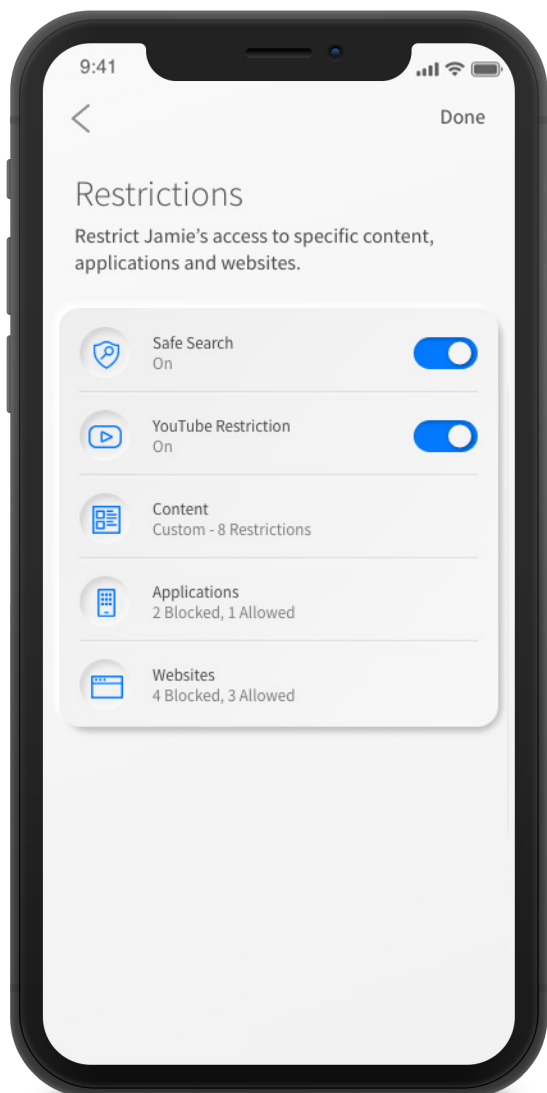 9:41
Done
Restrictions
Restrict Jamie’s access to specific content,
applications and websites.
Safe Search
On
YouTube Restriction
On
Content
Custom - 8 Restrictions
Applications
2 Blocked, 1 Allowed
Websites
4 Blocked, 3 Allowed